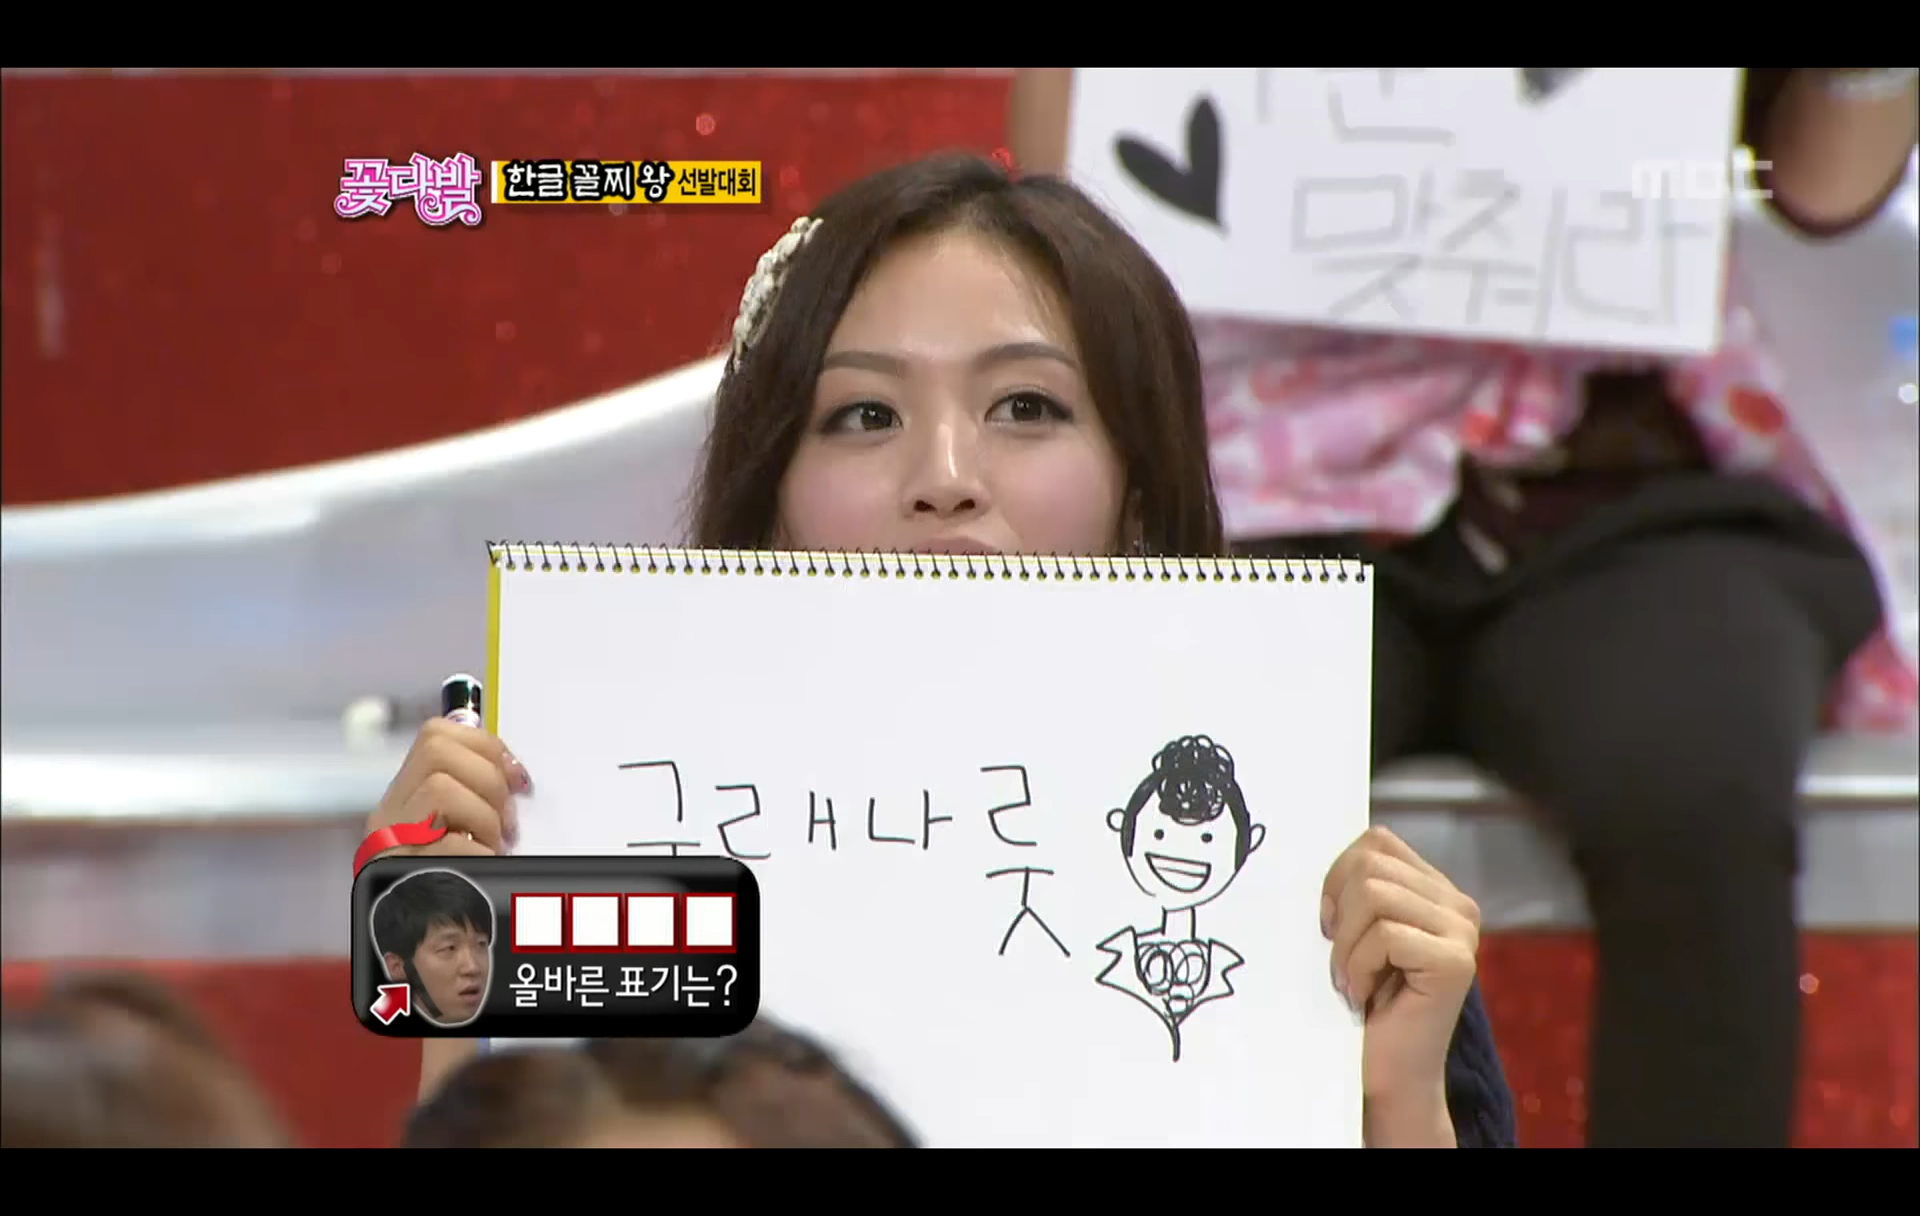 꽃다발 한글 꼴찌 왕 선발대회
mbc
맞춰라
구래나룻
올바른 표기는?